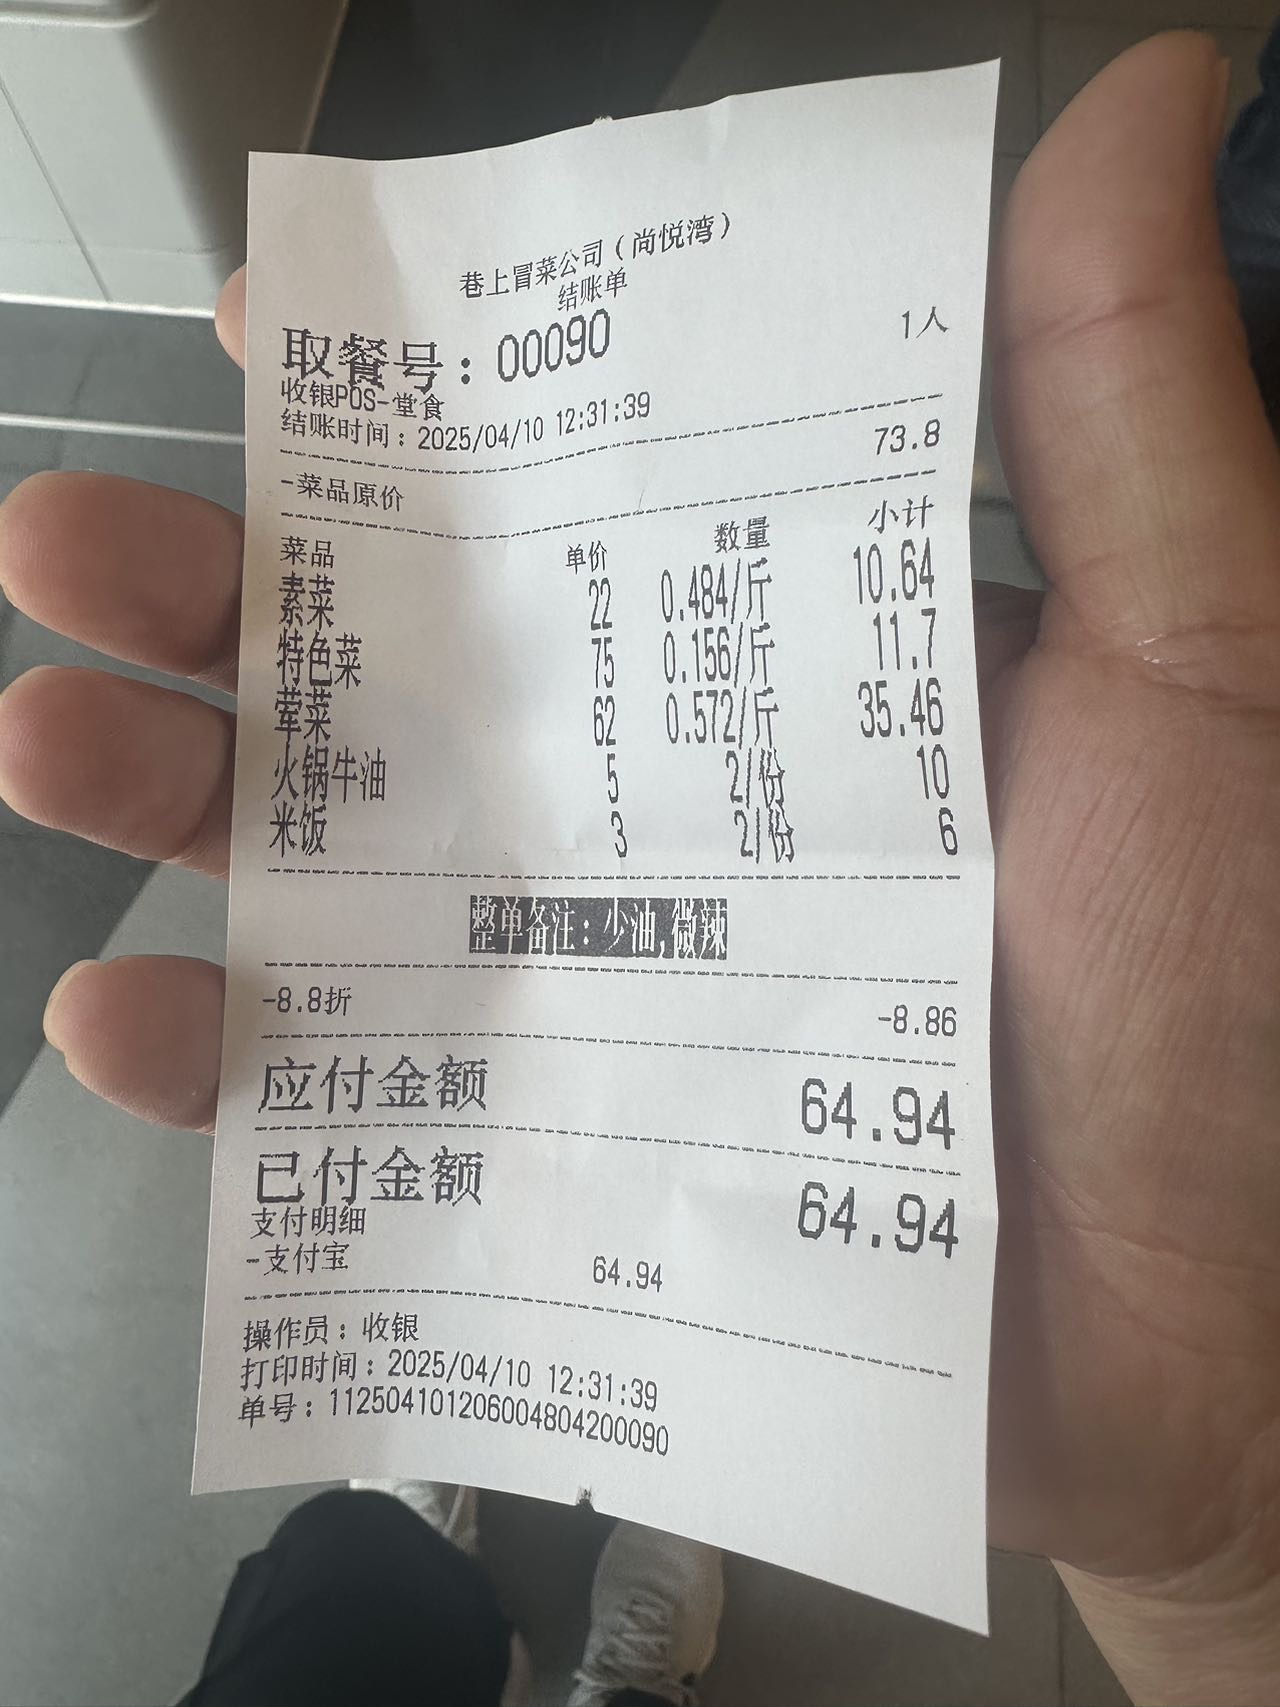 巷上冒菜公司(尚悦湾)
结账单
取餐号：00090 1人
收银POS-堂食
结账时间：2025/04/10 12:31:39
-菜品原价 73.8
菜品 单价 数量 小计
素菜 22 0.484/斤 10.64
特色菜 75 0.156/斤 11.7
荤菜 62 0.572/斤 35.46
火锅牛油 5 2/份 10
米饭 3 2/份 6
整单备注：少油,微辣
-8.8折 -8.86
应付金额 64.94
已付金额 64.94
支付明细
-支付宝 64.94
操作员：收银
打印时间：2025/04/10 12:31:39
单号：112504101206004804200090